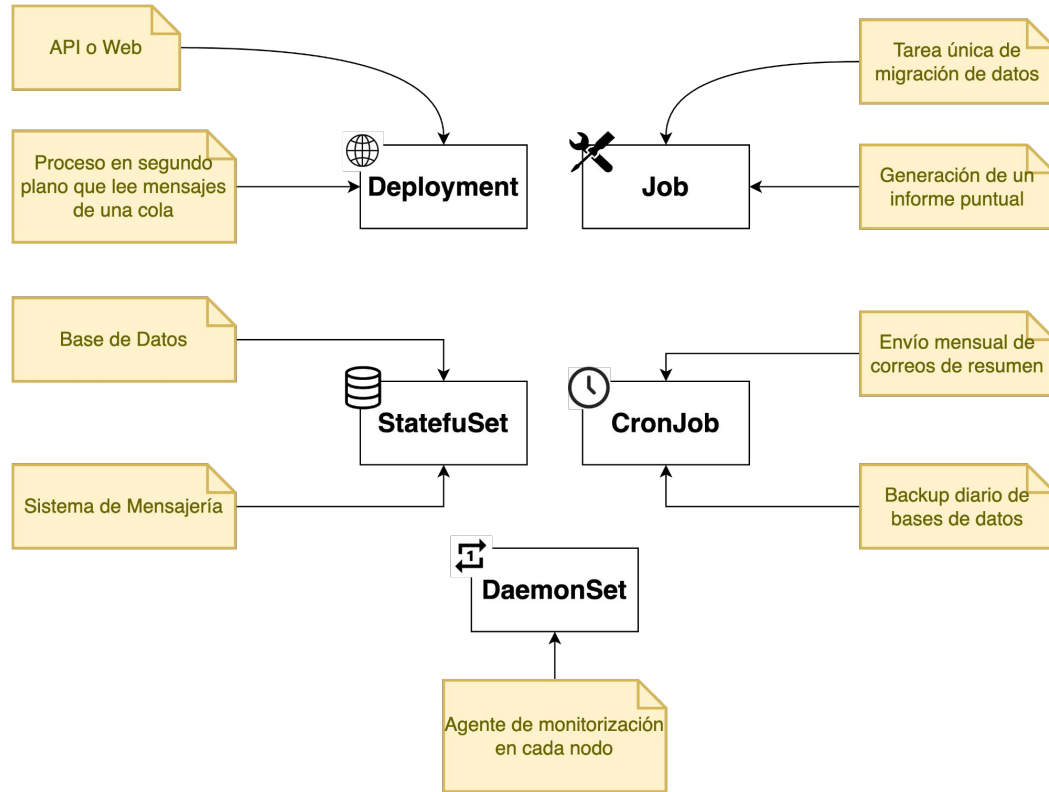 API o Web
Tarea única de
migración de datos
Proceso en segundo
plano que lee mensajes
de una cola
Deployment
Job
Generación de un
informe puntual
Base de Datos
Envío mensual de
correos de resumen
StatefuSet
CronJob
Sistema de Mensajería
Backup diario de
bases de datos
1
DaemonSet
Agente de monitorización
en cada nodo